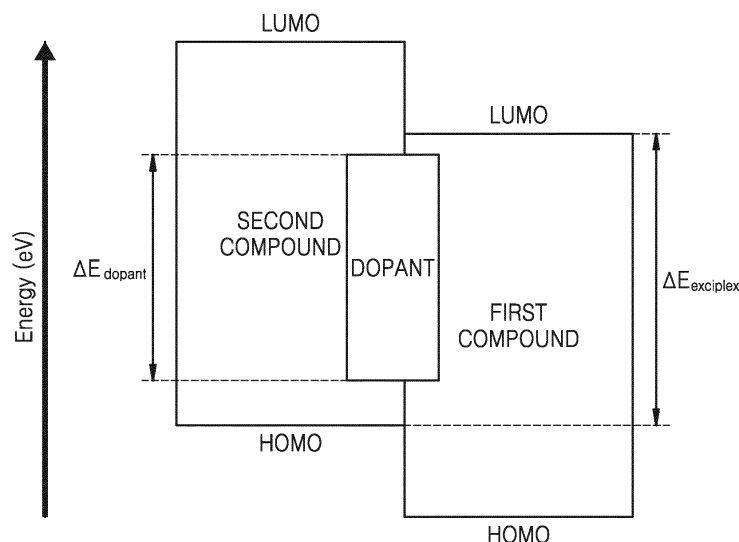 LUMO
LUMO
Energy (eV)
ΔE dopant
SECOND
COMPOUND
DOPANT
FIRST
COMPOUND
ΔE exciplex
HOMO
HOMO